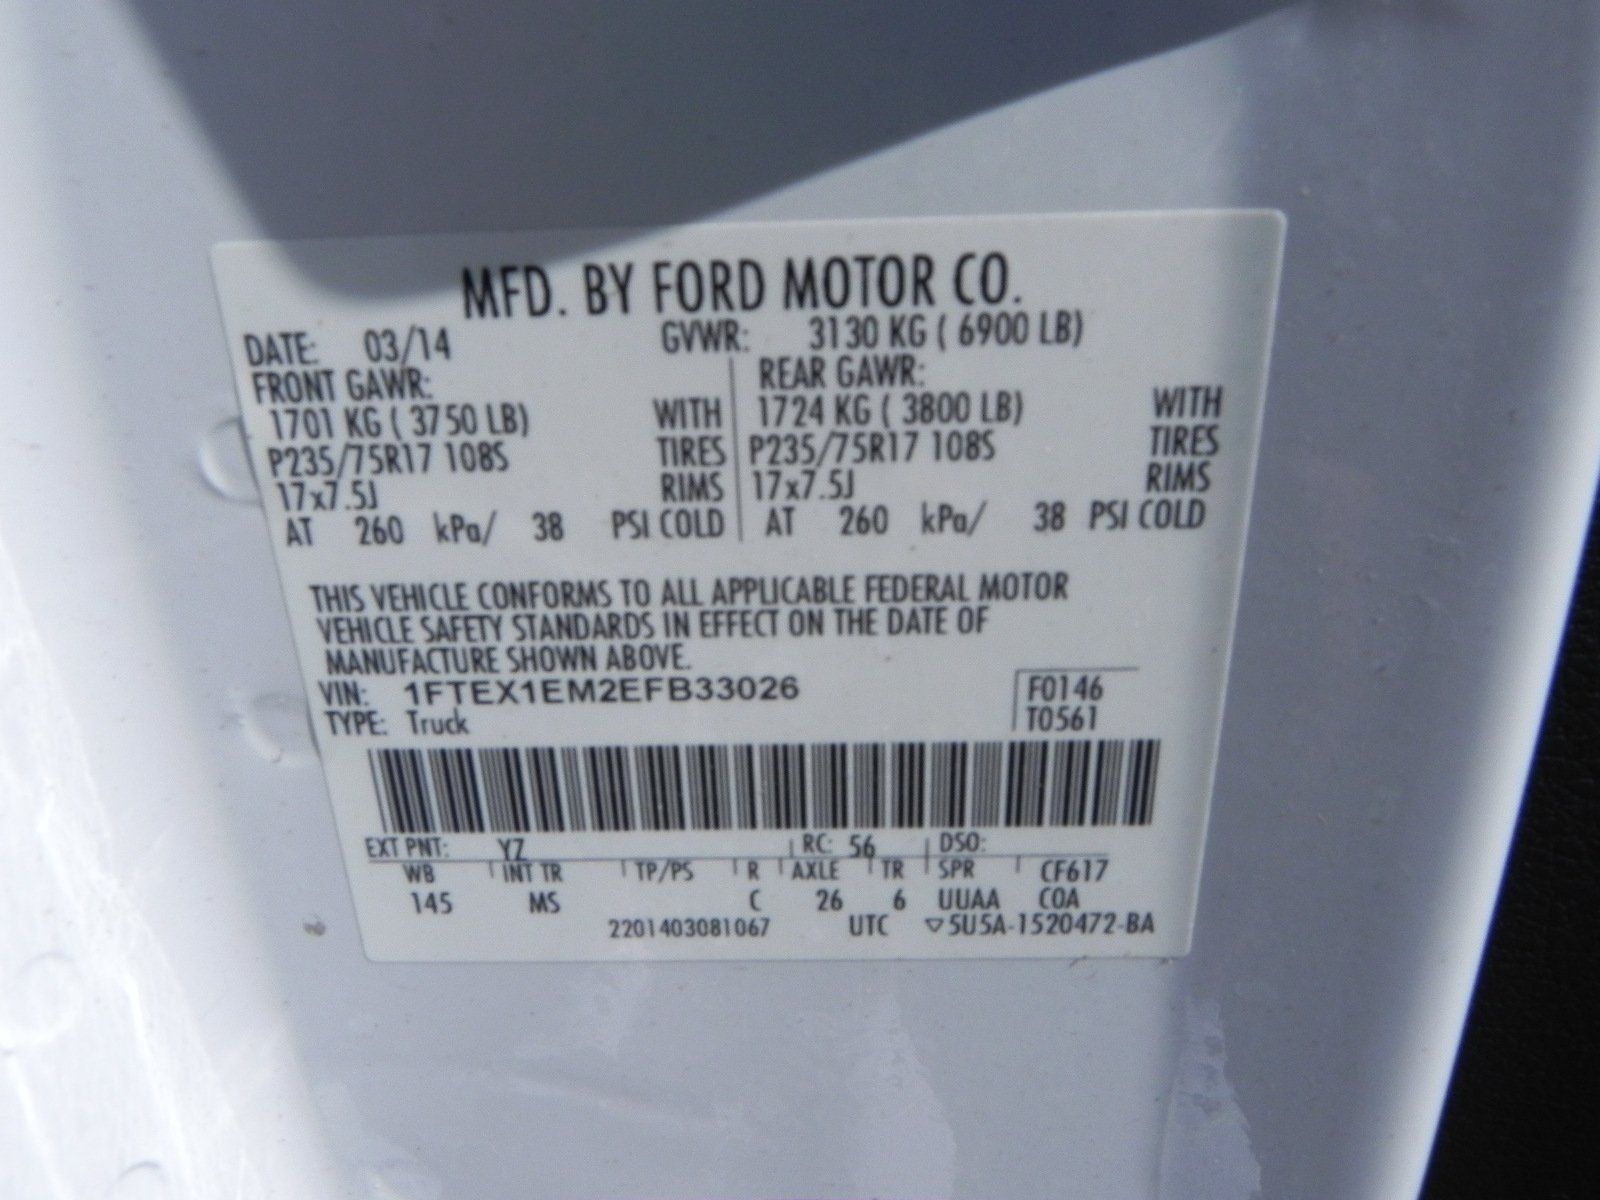 MFD. BY FORD MOTOR CO.
DATE: 03/14 GVWR: 3130 KG ( 6900 LB)
FRONT GAWR: REAR GAWR:
1701 KG ( 3750 LB) WITH 1724 KG ( 3800 LB) WITH
P235/75R17 108S TIRES P235/75R17 108S TIRES
17x7.5J RIMS 17x7.5J RIMS
AT 260 kPa/ 38 PSI COLD AT 260 kPa/ 38 PSI COLD
THIS VEHICLE CONFORMS TO ALL APPLICABLE FEDERAL MOTOR
VEHICLE SAFETY STANDARDS IN EFFECT ON THE DATE OF
MANUFACTURE SHOWN ABOVE.
VIN: 1FTEX1EM2EFB33026 F0146
TYPE: Truck T0561
EXT PNT: YZ RC: 56 DSO:
WB INT TR TP/PS R AXLE TR SPR CF617
145 MS C 26 6 UUAA COA
2201403081067 UTC ▽5U5A-1520472-BA